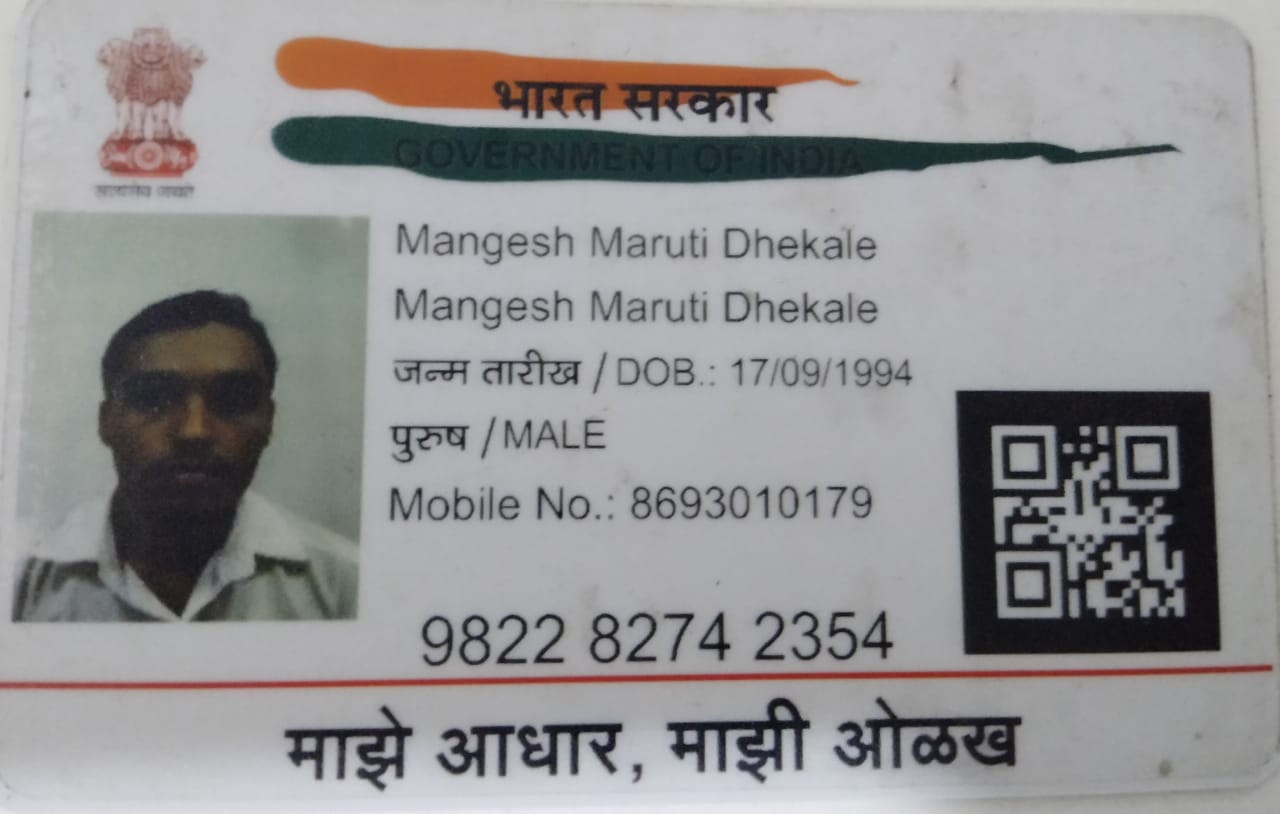 सत्यमेव जयते
भारत सरकार
GOVERNMENT OF INDIA
Mangesh Maruti Dhekale
Mangesh Maruti Dhekale
जन्म तारीख / DOB.: 17/09/1994
पुरुष / MALE
Mobile No.: 8693010179
9822 8274 2354
माझे आधार, माझी ओळख